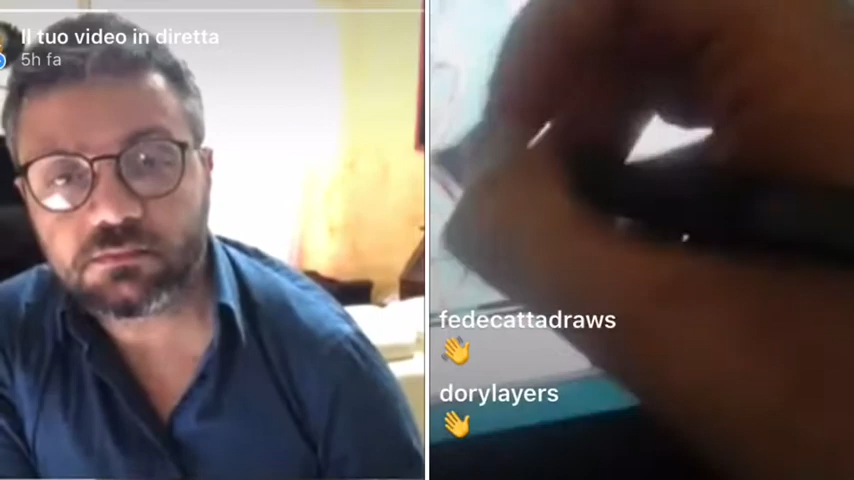 Il tuo video in diretta
5h fa
fedecattadraws
👋
dorylayers
👋